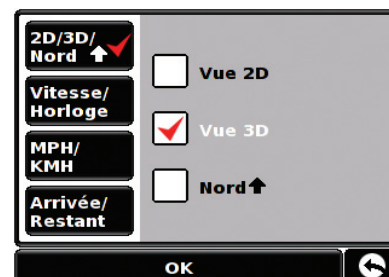 2D/3D/
Nord ↑
Vitesse/
Horloge
MPH/
KMH
Arrivée/
Restant
Vue 2D
Vue 3D
Nord ↑
OK